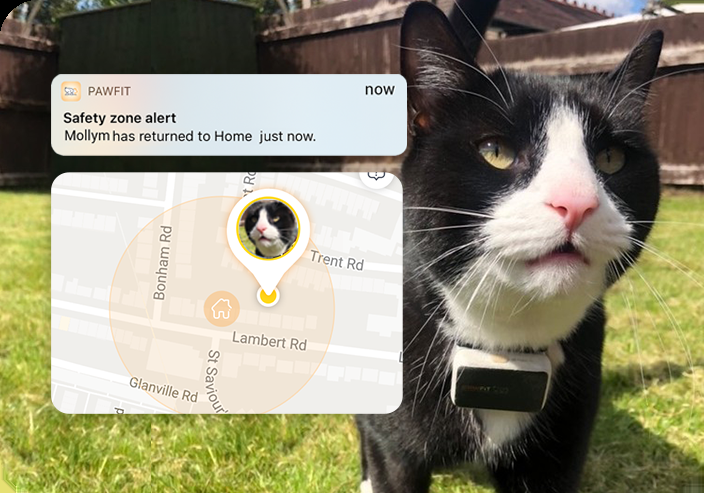 PAWFIT
now
Safety zone alert
Mollym has returned to Home just now.
Bonham Rd
Trent Rd
Lambert Rd
St Saviour'
Glanville Rd